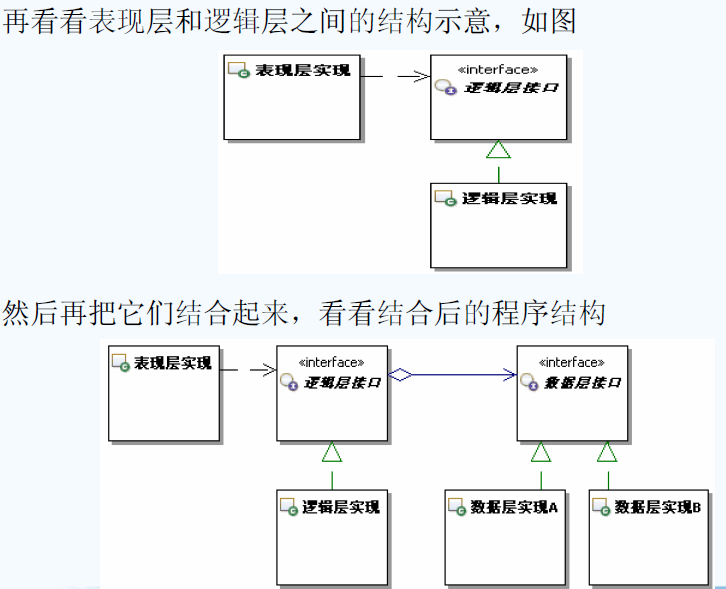 再看看表现层和逻辑层之间的结构示意，如图
表现层实现
«interface»
逻辑层接口
逻辑层实现
然后再把它们结合起来，看看结合后的程序结构
表现层实现
«interface»
逻辑层接口
«interface»
数据层接口
逻辑层实现
数据层实现A
数据层实现B